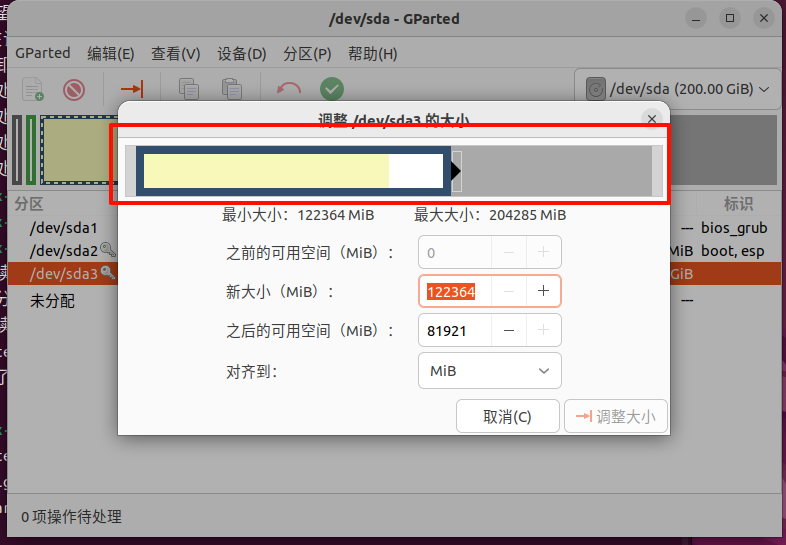 /dev/sda - GParted
GParted 编辑(E) 查看(V) 设备(D) 分区(P) 帮助(H)
/dev/sda (200.00 GiB)
调整 /dev/sda3 的大小
最小大小：122364 MiB 最大大小：204285 MiB
分区 标识
/dev/sda1 --- bios_grub
之前的可用空间（MiB）： 0
/dev/sda2 MiB boot, esp
/dev/sda3 GiB
新大小（MiB）： 122364
未分配 ---
之后的可用空间（MiB）： 81921
对齐到： MiB
取消(C) 调整大小
0 项操作待处理